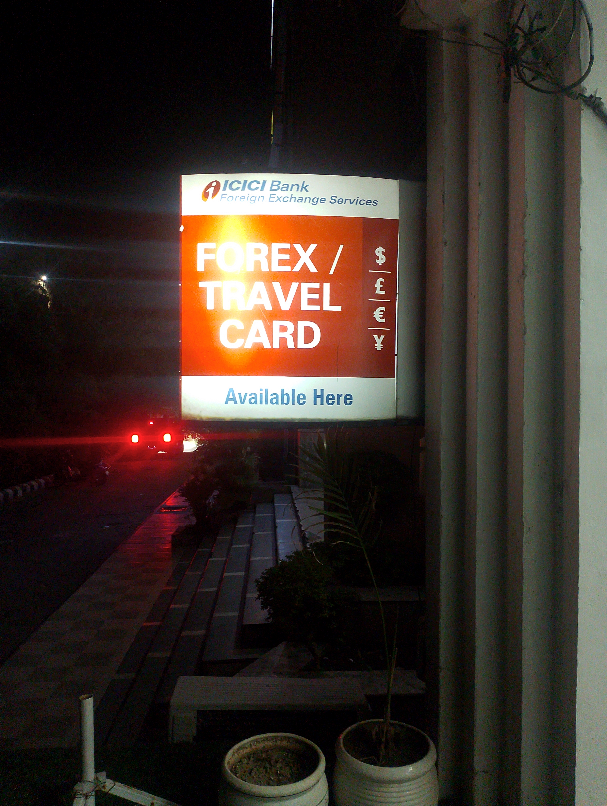 ICICI Bank
Foreign Exchange Services
FOREX /
TRAVEL
CARD
$
£
€
¥
Available Here